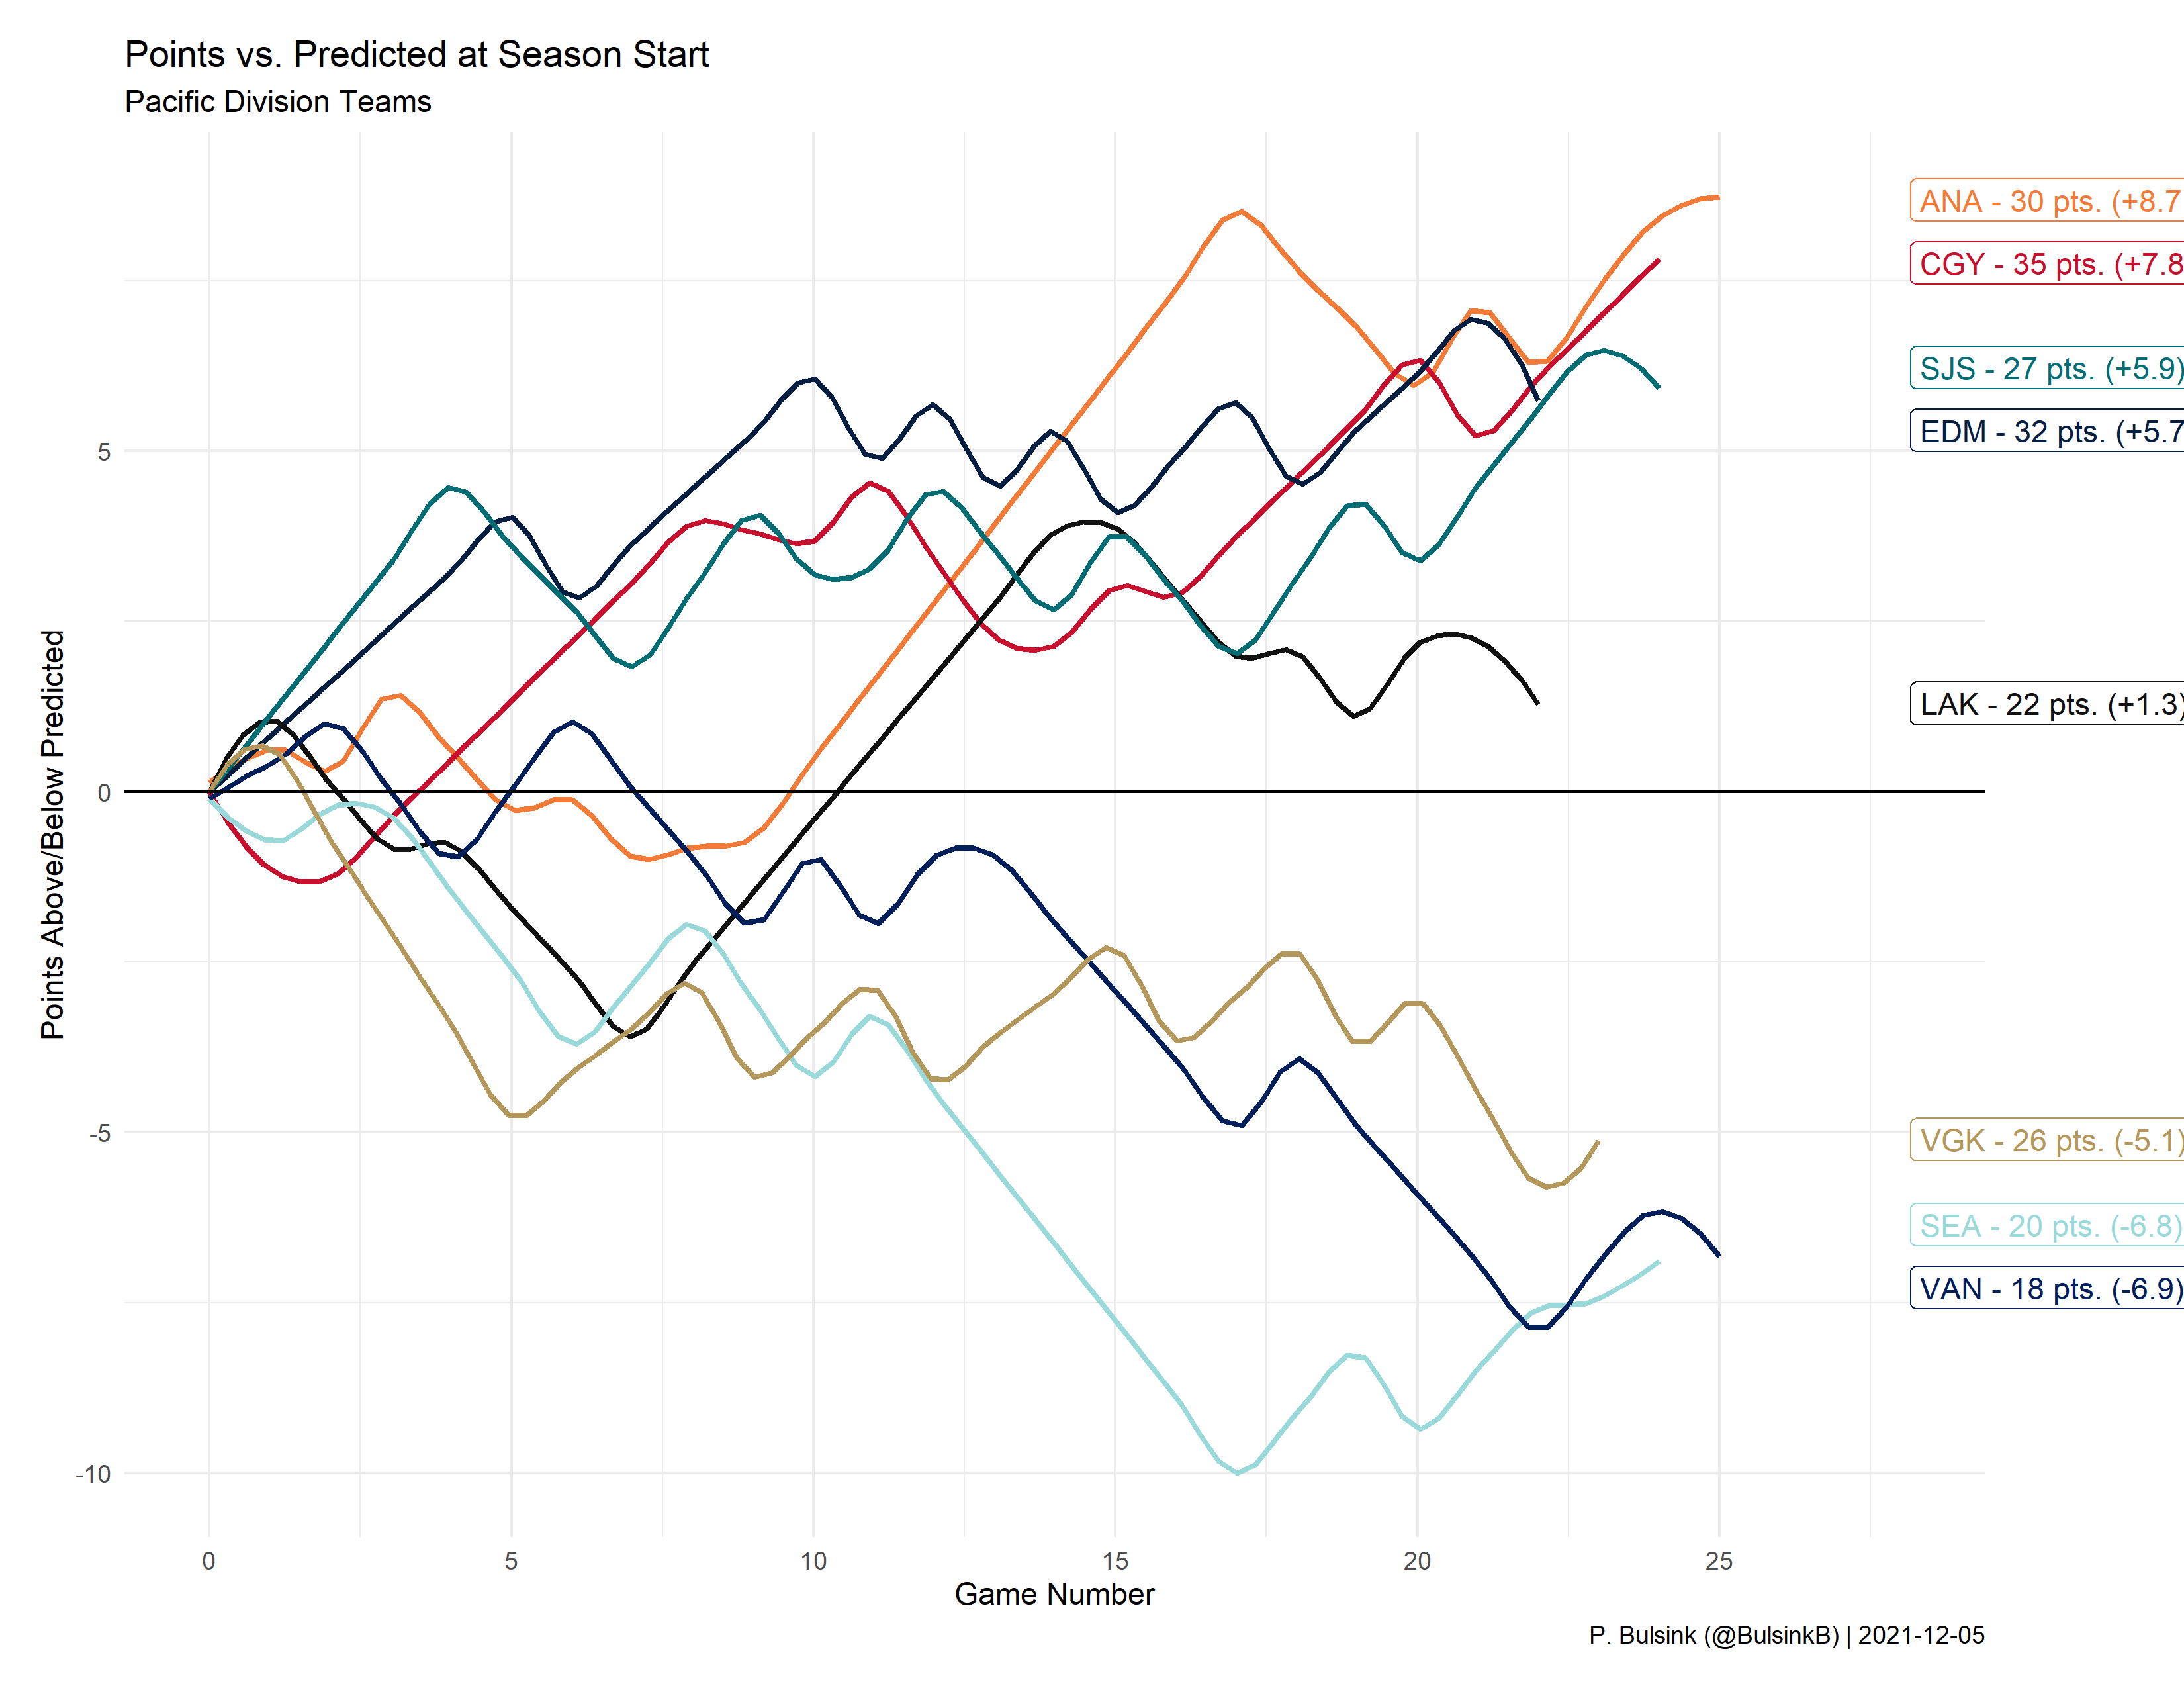 Points vs. Predicted at Season Start
Pacific Division Teams
Points Above/Below Predicted
5
0
-5
-10
ANA - 30 pts. (+8.7
CGY - 35 pts. (+7.8
SJS - 27 pts. (+5.9)
EDM - 32 pts. (+5.7
LAK - 22 pts. (+1.3)
VGK - 26 pts. (-5.1)
SEA - 20 pts. (-6.8)
VAN - 18 pts. (-6.9)
0 5 10 15 20 25
Game Number
P. Bulsink (@BulsinkB) | 2021-12-05